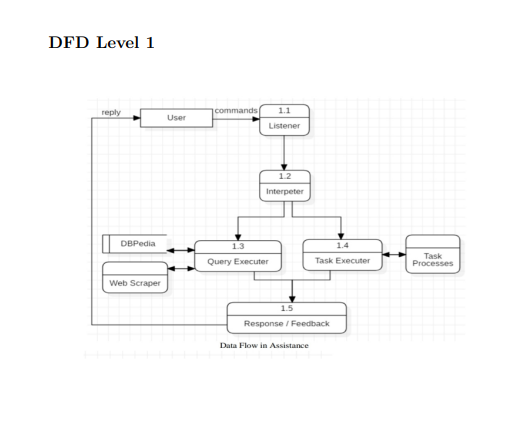 DFD Level 1
reply
User
commands
1.1
Listener
1.2
Interpeter
DBPedia
1.3
Query Executer
1.4
Task Executer
Task
Processes
Web Scraper
1.5
Response / Feedback
Data Flow in Assistance